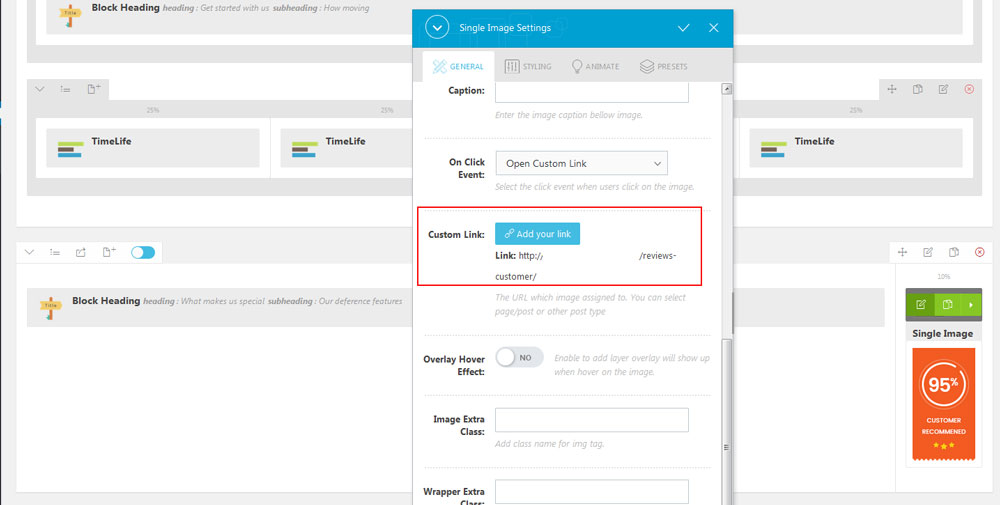 Block Heading heading : Get started with us subheading : How moving
Single Image Settings
GENERAL STYLING ANIMATE PRESETS
Caption:
Enter the image caption bellow image.
25% 25% 25%
TimeLife TimeLife TimeLife
On Click Event: Open Custom Link
Select the click event when users click on the image.
Custom Link: Add your link
Link: http:/ /reviews-
customer/
The URL which image assigned to. You can select
page/post or other post type
Block Heading heading : What makes us special subheading : Our deference features
Title
Overlay Hover
Effect:
NO
Enable to add layer overlay will show up
when hover on the image.
Image Extra
Class:
Add class name for img tag.
Wrapper Extra
Class:
10%
Single Image
95%
CUSTOMER
RECOMMENED